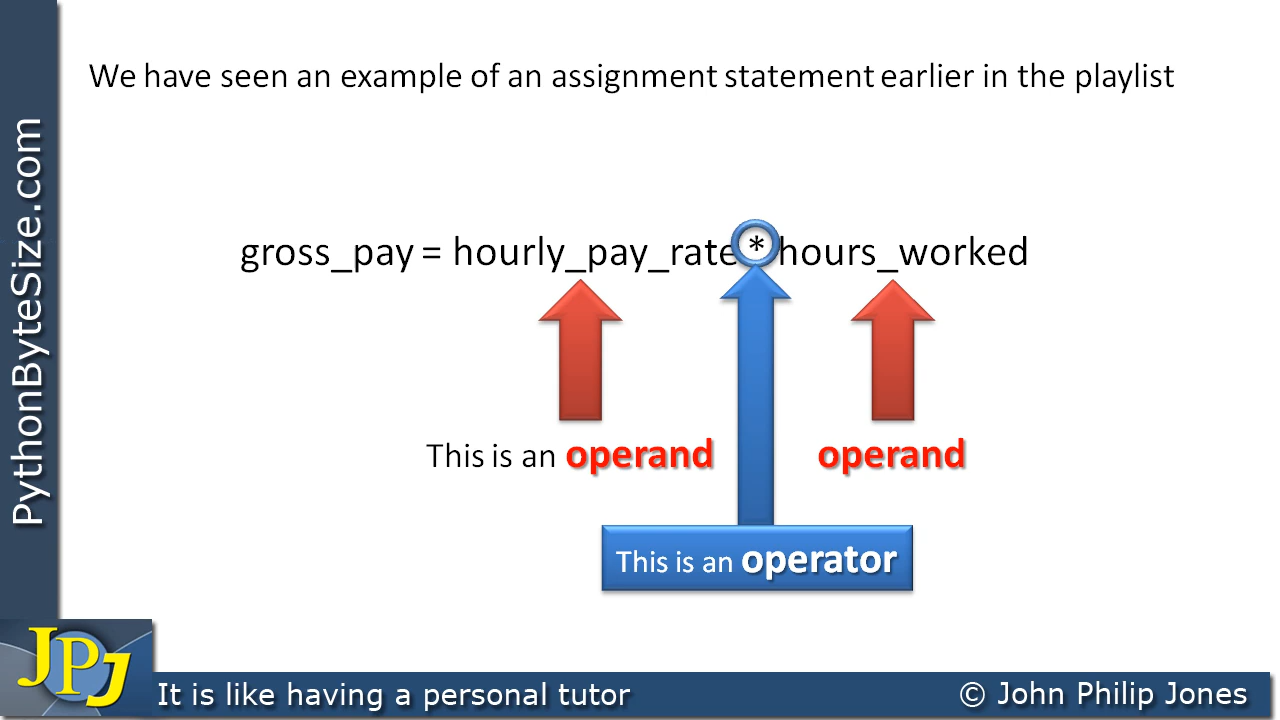 We have seen an example of an assignment statement earlier in the playlist
gross_pay = hourly_pay_rate * hours_worked
This is an operand operand
This is an operator
PythonByteSize.com
JPJ
It is like having a personal tutor
© John Philip Jones